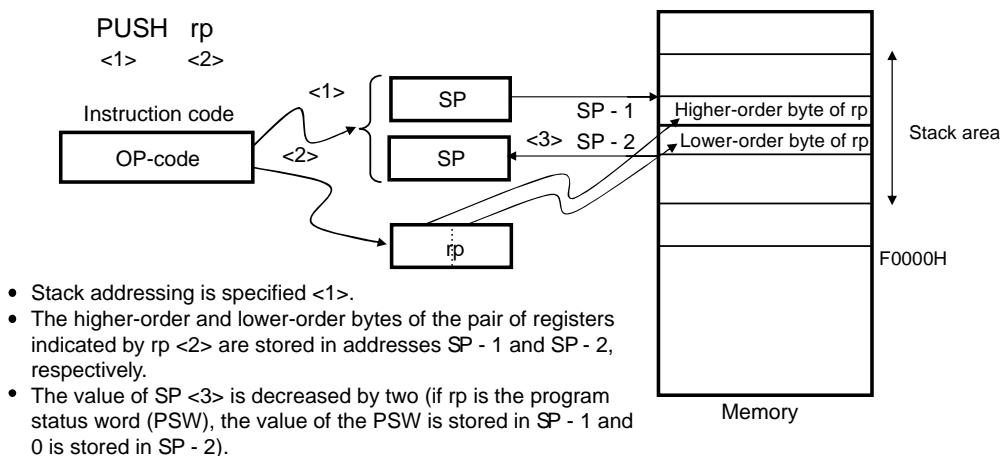 PUSH rp
<1> <2>
Instruction code
OP-code
<1>
<2>
SP
SP
<3>
rp
SP - 1
SP - 2
Higher-order byte of rp
Lower-order byte of rp
Stack area
F0000H
Memory
• Stack addressing is specified <1>.
• The higher-order and lower-order bytes of the pair of registers
indicated by rp <2> are stored in addresses SP - 1 and SP - 2,
respectively.
• The value of SP <3> is decreased by two (if rp is the program
status word (PSW), the value of the PSW is stored in SP - 1 and
0 is stored in SP - 2).